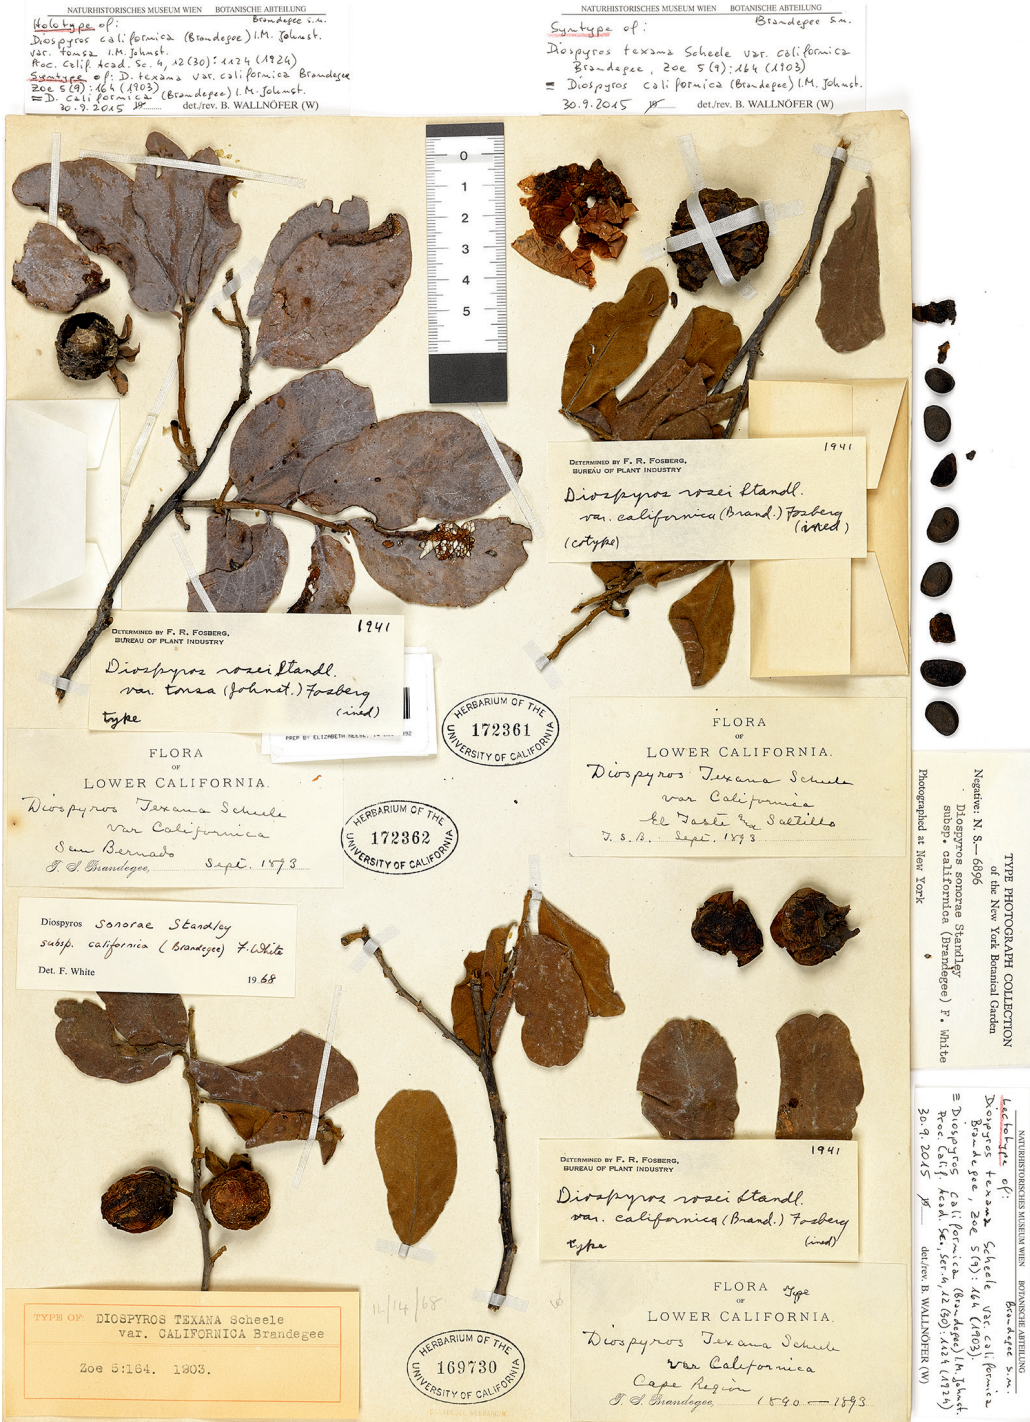 NATURHISTORISCHES MUSEUM WIEN BOTANISCHE ABTEILUNG
Brandegee s.n.
Holotype of:
Diospyros californica (Brandegee) I.M. Johnst.
var. tonsa I.M. Johnst.
Proc. Calif. Acad. Sc. 4, 12(30): 1124 (1924)
Syntype of: D. texana var. californica Brandegee
Zoe 5(9): 164 (1903)
≡ D. californica (Brandegee) I.M. Johnst.
30.9.2015 19 det./rev. B. WALLNÖFER (W)
NATURHISTORISCHES MUSEUM WIEN BOTANISCHE ABTEILUNG
Brandegee s.n.
Syntype of:
Diospyros texana Scheele var. californica
Brandegee, Zoe 5(9): 164 (1903)
≡ Diospyros californica (Brandegee) I.M. Johnst.
30.9.2015 19 det./rev. B. WALLNÖFER (W)
0
1
2
3
4
5
1941
DETERMINED BY F. R. FOSBERG,
BUREAU OF PLANT INDUSTRY
Diospyros rosei Standl.
var. californica (Brand.) Fosberg
(ined)
(cotype)
1941
DETERMINED BY F. R. FOSBERG,
BUREAU OF PLANT INDUSTRY
Diospyros rosei Standl.
var. tonsa (Johnst.) Fosberg
(ined)
type
PREP BY ELIZABETH NEESE,
HERBARIUM OF THE
172361
UNIVERSITY OF CALIFORNIA
FLORA
OF
LOWER CALIFORNIA.
Diospyros Texana Scheele
var Californica
El Taste and Saltillo
T. S. B. Sept. 1893
FLORA
OF
LOWER CALIFORNIA.
Diospyros Texana Scheele
var Californica
San Bernado
T. S. Brandegee, Sept. 1893
HERBARIUM OF THE
172362
UNIVERSITY OF CALIFORNIA
Diospyros sonorae Standley
subsp. californica (Brandegee) F. White
Det. F. White 1968
TYPE PHOTOGRAPH COLLECTION
of the New York Botanical Garden
Negative: N. S.— 6896
Diospyros sonorae Standley
subsp. californica (Brandegee) F. White
Photographed at New York
NATURHISTORISCHES MUSEUM WIEN BOTANISCHE ABTEILUNG
Brandegee s.n.
Lectotype of:
Diospyros texana Scheele var. californica
Brandegee, Zoe 5(9): 164 (1903).
≡ Diospyros californica (Brandegee) I.M. Johnst.
Proc. Calif. Acad. Sc., Ser. 4, 12(30): 1124 (1924)
30.9.2015 19 det./rev. B. WALLNÖFER (W)
1941
DETERMINED BY F. R. FOSBERG,
BUREAU OF PLANT INDUSTRY
Diospyros rosei Standl.
var. californica (Brand.) Fosberg
type (ined)
FLORA Type
OF
LOWER CALIFORNIA.
Diospyros Texana Scheele
var Californica
Cape Region
T. S. Brandegee, 1890 — 1893
TYPE OF: DIOSPYROS TEXANA Scheele
var. CALIFORNICA Brandegee
Zoe 5:164. 1903.
11/14/68
HERBARIUM OF THE
169730
UNIVERSITY OF CALIFORNIA